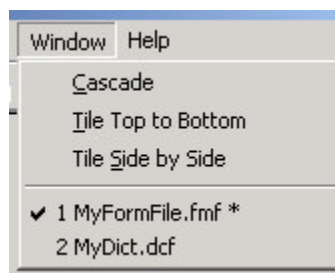 Window Help
Cascade
Tile Top to Bottom
Tile Side by Side
✔ 1 MyFormFile.fmf *
2 MyDict.dcf